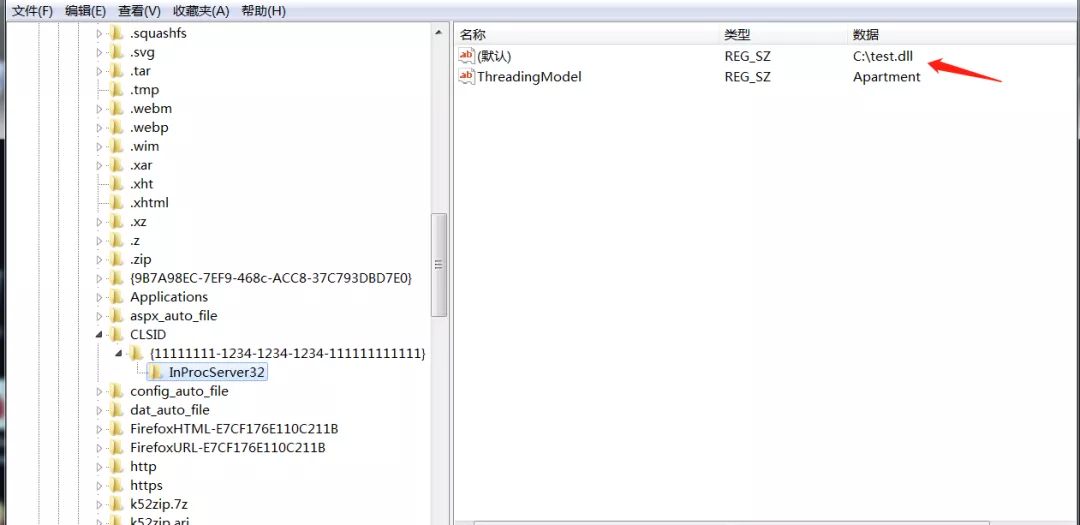 文件(F) 编辑(E) 查看(V) 收藏夹(A) 帮助(H)
.squashfs
.svg
.tar
.tmp
.webm
.webp
.wim
.xar
.xht
.xhtml
.xz
.z
.zip
{9B7A98EC-7EF9-468c-ACC8-37C793DBD7E0}
Applications
aspx_auto_file
CLSID
{11111111-1234-1234-1234-111111111111}
InProcServer32
config_auto_file
dat_auto_file
FirefoxHTML-E7CF176E110C211B
FirefoxURL-E7CF176E110C211B
http
https
k52zip.7z
k52zip.ari
名称 类型 数据
ab (默认) REG_SZ C:\test.dll
ab ThreadingModel REG_SZ Apartment